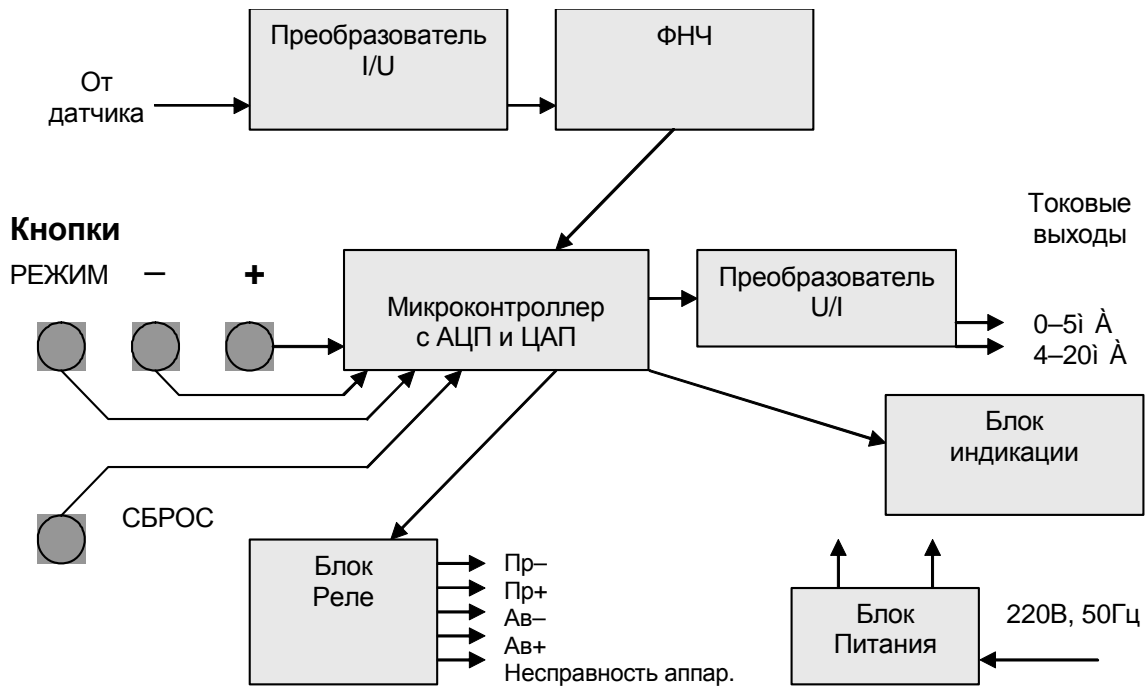 Преобразователь
I/U
ФНЧ
От
датчика
Токовые
выходы
Кнопки
РЕЖИМ – +
Микроконтроллер
с АЦП и ЦАП
Преобразователь
U/I
0–5ì À
4–20ì À
Блок
индикации
СБРОС
Блок
Реле
Пр–
Пр+
Ав–
Ав+
Несправность аппар.
Блок
Питания
220В, 50Гц